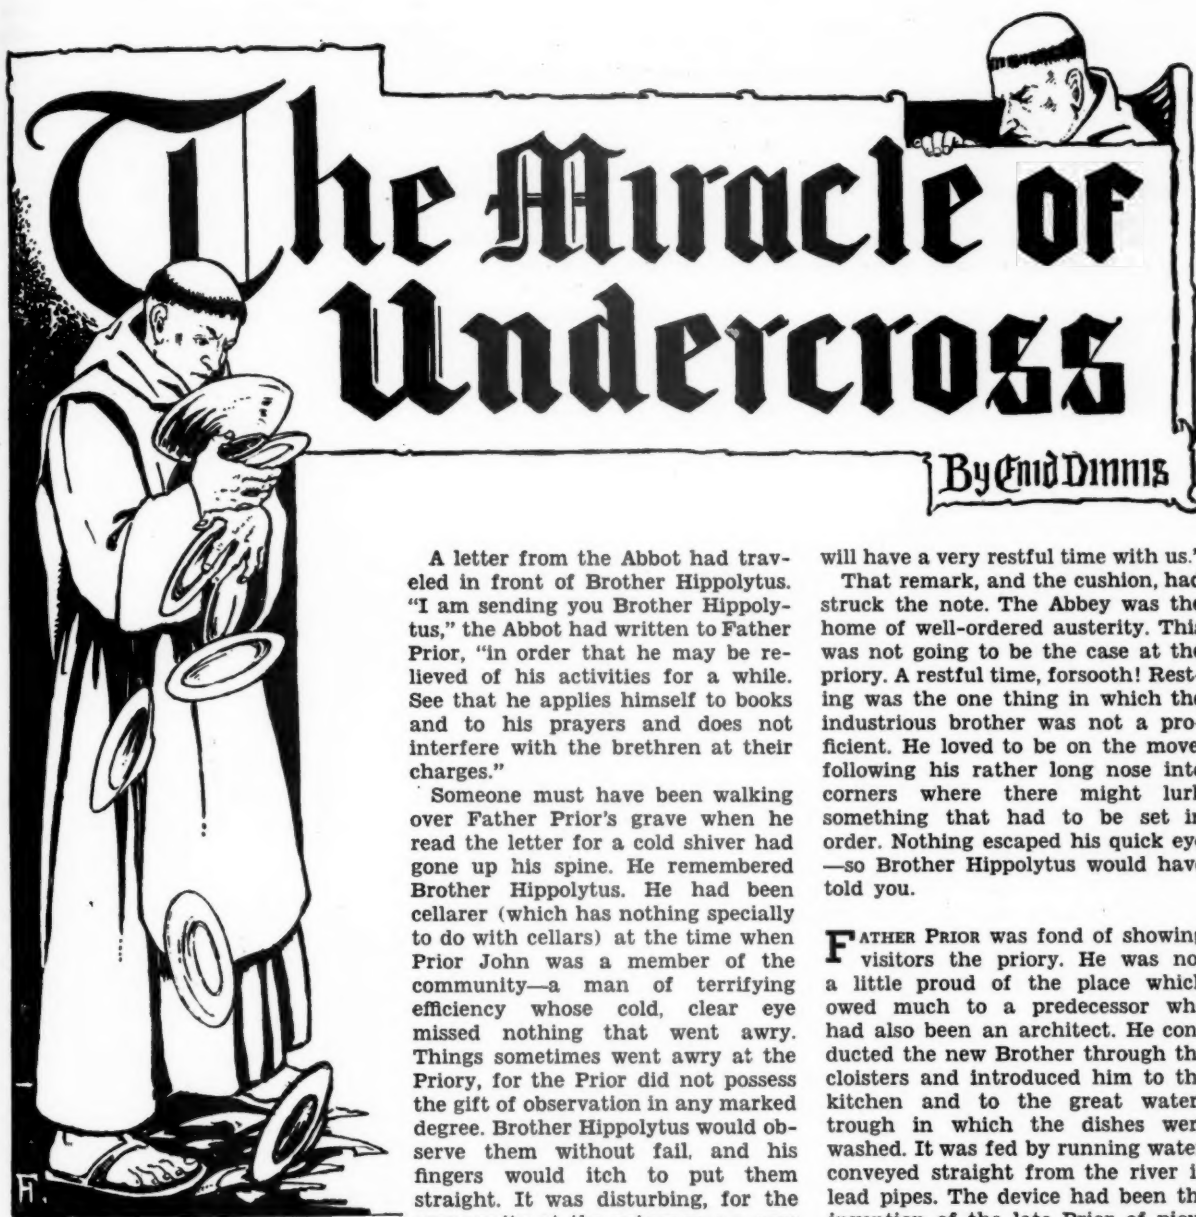 The Miracle of
Undercross
By Enid Dinnis
A letter from the Abbot had trav-
eled in front of Brother Hippolytus.
“I am sending you Brother Hippoly-
tus,” the Abbot had written to Father
Prior, “in order that he may be re-
lieved of his activities for a while.
See that he applies himself to books
and to his prayers and does not
interfere with the brethren at their
charges.”
Someone must have been walking
over Father Prior’s grave when he
read the letter for a cold shiver had
gone up his spine. He remembered
Brother Hippolytus. He had been
cellarer (which has nothing specially
to do with cellars) at the time when
Prior John was a member of the
community—a man of terrifying
efficiency whose cold, clear eye
missed nothing that went awry.
Things sometimes went awry at the
Priory, for the Prior did not possess
the gift of observation in any marked
degree. Brother Hippolytus would ob-
serve them without fail, and his
fingers would itch to put them
straight. It was disturbing, for the
will have a very restful time with us.”
That remark, and the cushion, had
struck the note. The Abbey was the
home of well-ordered austerity. This
was not going to be the case at the
priory. A restful time, forsooth! Rest-
ing was the one thing in which the
industrious brother was not a pro-
ficient. He loved to be on the move
following his rather long nose into
corners where there might lurk
something that had to be set in
order. Nothing escaped his quick eye
—so Brother Hippolytus would have
told you.
FATHER PRIOR was fond of showing
visitors the priory. He was no
a little proud of the place which
owed much to a predecessor wh
had also been an architect. He con
ducted the new Brother through th
cloisters and introduced him to th
kitchen and to the great water
trough in which the dishes wer
washed. It was fed by running wate
conveyed straight from the river i
lead pipes. The device had been th
invention of the late Prior of